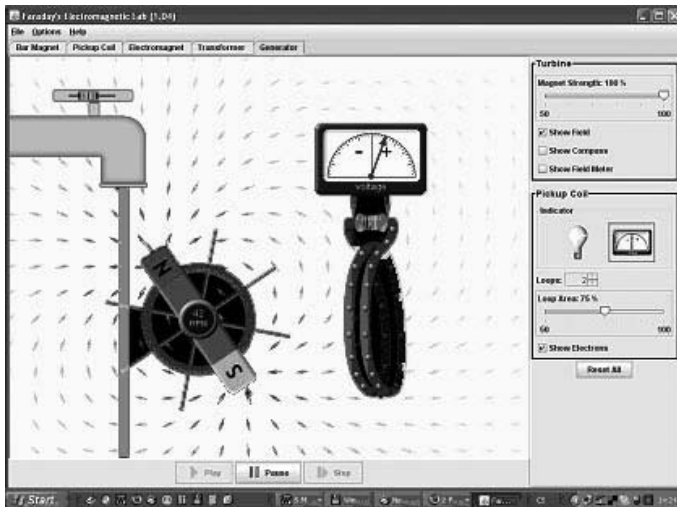 Faraday's Electromagnetic Lab (1.04)
File Options Help
Bar Magnet Pickup Coil Electromagnet Transformer Generator
Turbine
Magnet Strength: 100 %
50 100
Show Field
Show Compass
Show Field Meter
Pickup Coil
Indicator
Loops: 2
Loop Area: 75 %
50 100
Show Electrons
Reset All
- +
voltage
N
42
RPM
S
Play Pause Step
Start
CS